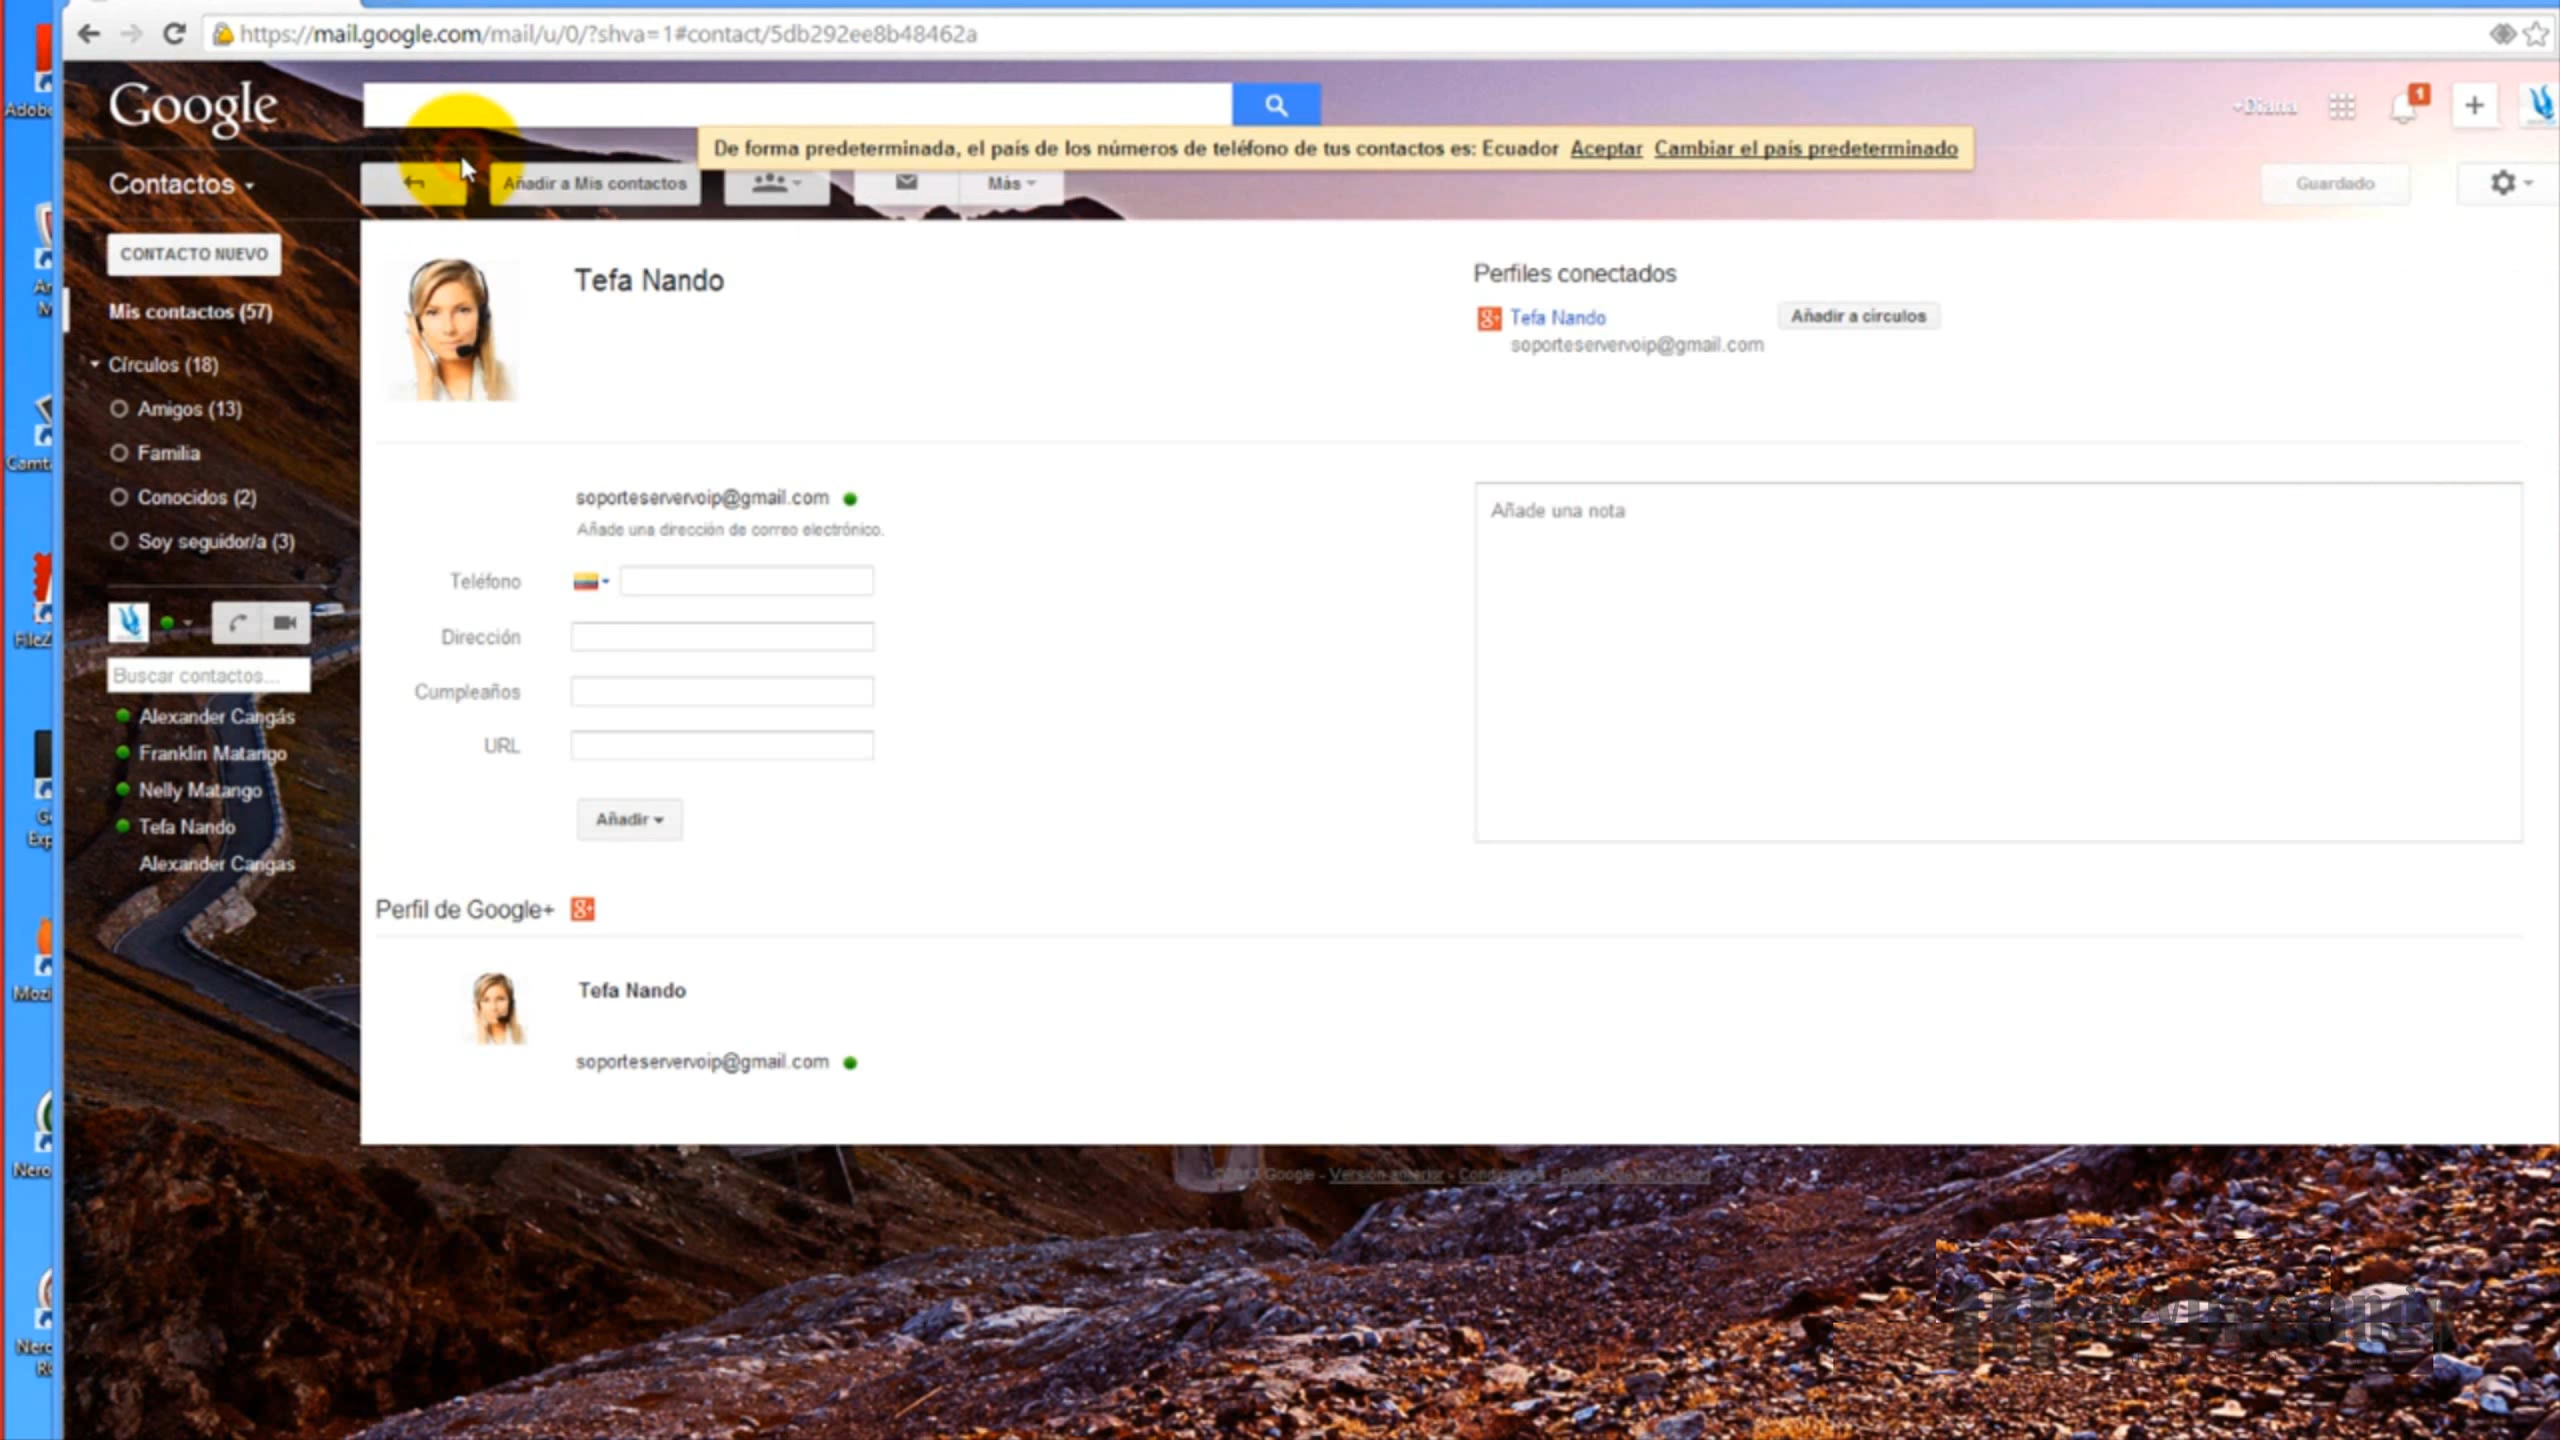 https://mail.google.com/mail/u/0/?shva=1#contact/5db292ee8b48462a
Google
+Diana
1
De forma predeterminada, el país de los números de teléfono de tus contactos es: Ecuador Aceptar Cambiar el país predeterminado
Contactos
Añadir a Mis contactos
Más
Guardado
CONTACTO NUEVO
Mis contactos (57)
Círculos (18)
Amigos (13)
Familia
Conocidos (2)
Soy seguidor/a (3)
Buscar contactos...
Alexander Cangás
Franklin Matango
Nelly Matango
Tefa Nando
Alexander Cangas
Tefa Nando
Perfiles conectados
Tefa Nando
Añadir a círculos
soporteservervoip@gmail.com
soporteservervoip@gmail.com
Añade una dirección de correo electrónico.
Añade una nota
Teléfono
Dirección
Cumpleaños
URL
Añadir
Perfil de Google+
Tefa Nando
soporteservervoip@gmail.com
Google - Versión anterior -